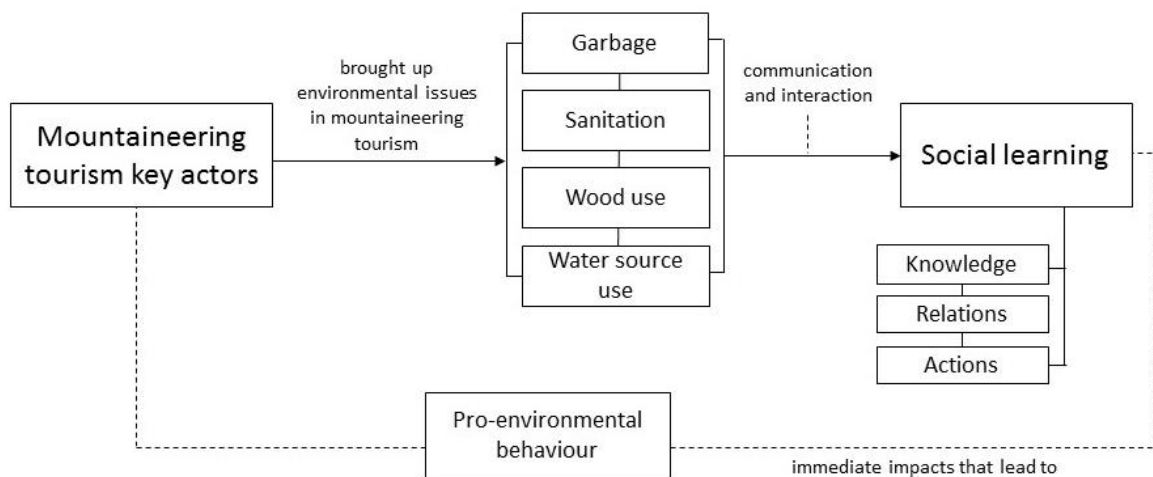 Mountaineering
tourism key actors
brought up
environmental issues
in mountaineering
tourism
Garbage
Sanitation
Wood use
Water source
use
communication
and interaction
Social learning
Knowledge
Relations
Actions
Pro-environmental
behaviour
immediate impacts that lead to